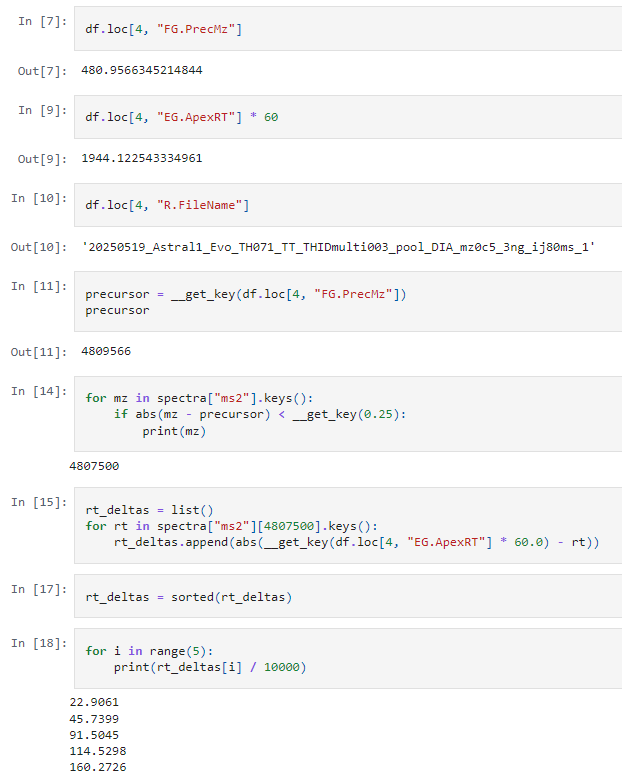 In [7]: df.loc[4, "FG.PrecMz"]
Out[7]: 480.9566345214844
In [9]: df.loc[4, "EG.ApexRT"] * 60
Out[9]: 1944.122543334961
In [10]: df.loc[4, "R.FileName"]
Out[10]: '20250519_Astral1_Evo_TH071_TT_THIDmulti003_pool_DIA_mz0c5_3ng_ij80ms_1'
In [11]: precursor = __get_key(df.loc[4, "FG.PrecMz"])
precursor
Out[11]: 4809566
In [14]: for mz in spectra["ms2"].keys():
    if abs(mz - precursor) < __get_key(0.25):
        print(mz)
4807500
In [15]: rt_deltas = list()
for rt in spectra["ms2"][4807500].keys():
    rt_deltas.append(abs(__get_key(df.loc[4, "EG.ApexRT"] * 60.0) - rt))
In [17]: rt_deltas = sorted(rt_deltas)
In [18]: for i in range(5):
    print(rt_deltas[i] / 10000)
22.9061
45.7399
91.5045
114.5298
160.2726